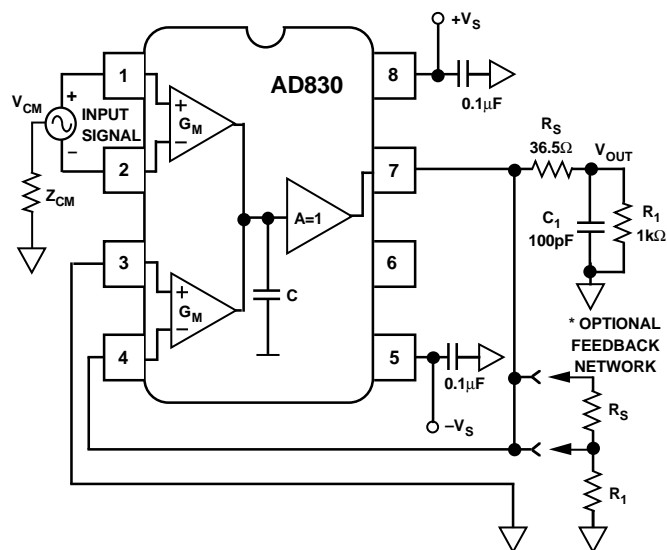 +VS
AD830
1
8
VCM
+
+
GM
−
0.1µF
INPUT
SIGNAL
−
RS
36.5Ω
VOUT
2
7
ZCM
A=1
C1
100pF
R1
1kΩ
3
6
+
GM
−
C
* OPTIONAL
FEEDBACK
NETWORK
4
5
0.1µF
−VS
RS
R1